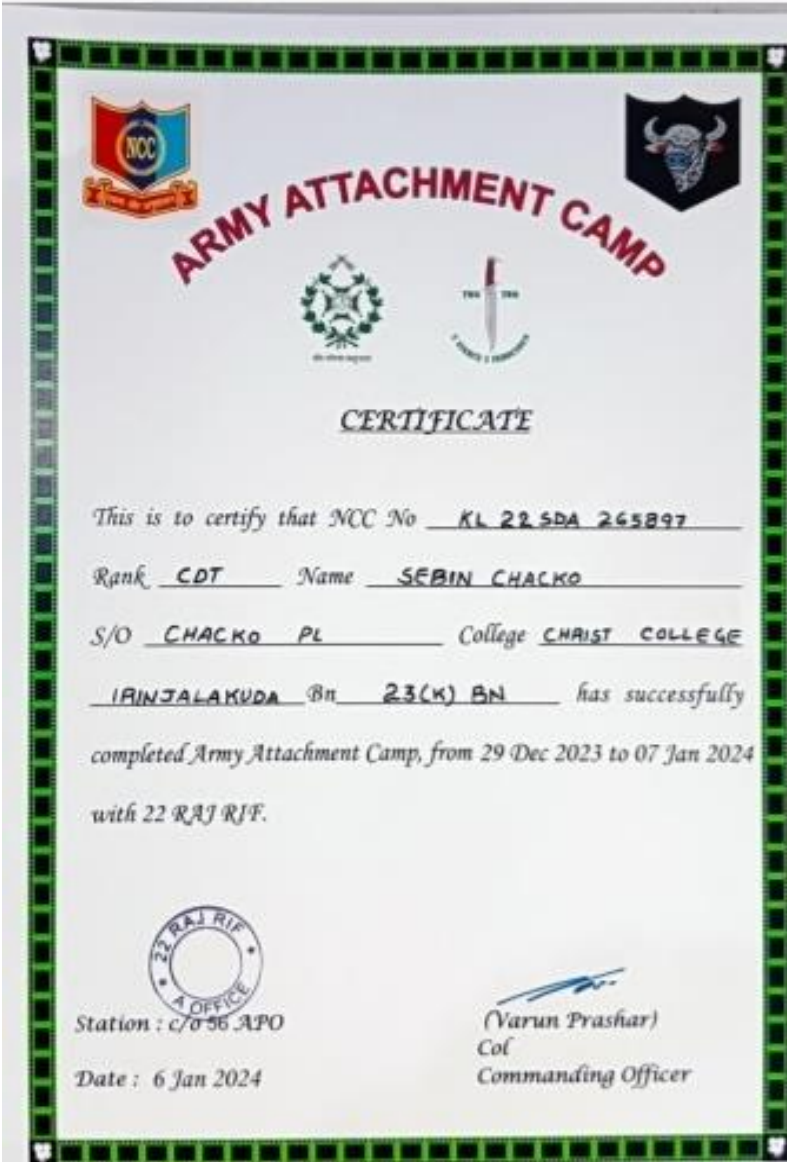 NCC
ARMY ATTACHMENT CAMP
CERTIFICATE
This is to certify that NCC No KL 22 SDA 265897
Rank CDT Name SEBIN CHACKO
S/O CHACKO PL College CHRIST COLLEGE
IRINJALAKUDA Bn 23(K) BN has successfully
completed Army Attachment Camp, from 29 Dec 2023 to 07 Jan 2024
with 22 RAJ RIF.
22 RAJ RIF
A OFFICE
Station : c/o 56 APO
(Varun Prashar)
Col
Date : 6 Jan 2024
Commanding Officer